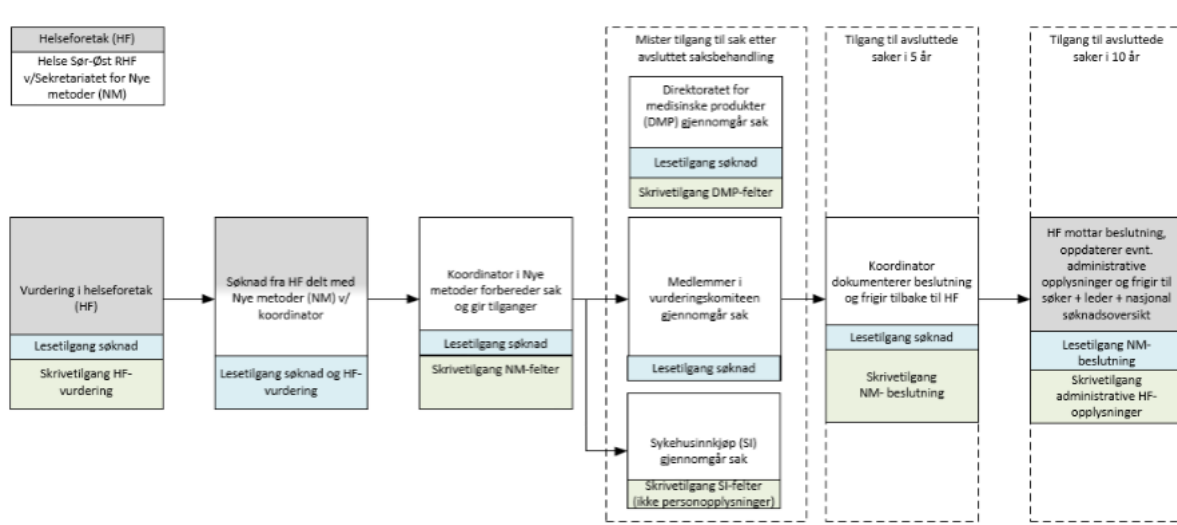 Helseforetak (HF)
Helse Sør-Øst RHF
v/Sekretariatet for Nye
metoder (NM)
Vurdering i helseforetak
(HF)
Lesetilgang søknad
Skrivetilgang HF-
vurdering
Søknad fra HF delt med
Nye metoder (NM) v/
koordinator
Lesetilgang søknad og HF-
vurdering
Koordinator i Nye
metoder forbereder sak
og gir tilganger
Lesetilgang søknad
Skrivetilgang NM-felter
Mister tilgang til sak etter
avsluttet saksbehandling
Direktoratet for
medisinske produkter
(DMP) gjennomgår sak
Lesetilgang søknad
Skrivetilgang DMP-felter
Medlemmer i
vurderingskomiteen
gjennomgår sak
Lesetilgang søknad
Sykehusinnkjøp (SI)
gjennomgår sak
Skrivetilgang SI-felter
(ikke personopplysninger)
Tilgang til avsluttede
saker i 5 år
Koordinator
dokumenterer beslutning
og frigir tilbake til HF
Lesetilgang søknad
Skrivetilgang
NM- beslutning
Tilgang til avsluttede
saker i 10 år
HF mottar beslutning,
oppdaterer evnt.
administrative
opplysninger og frigir til
søker + leder + nasjonal
søknadsoversikt
Lesetilgang NM-
beslutning
Skrivetilgang
administrative HF-
opplysninger